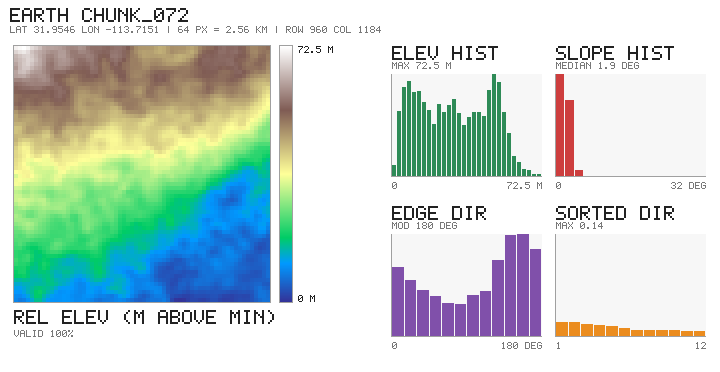 EARTH CHUNK_072
LAT 31.9546 LON -113.7151 | 64 PX = 2.56 KM | ROW 960 COL 1184
72.5 M
0 M
REL ELEV (M ABOVE MIN)
VALID 100%
ELEV HIST
MAX 72.5 M
0 72.5 M
SLOPE HIST
MEDIAN 1.9 DEG
0 32 DEG
EDGE DIR
MOD 180 DEG
0 180 DEG
SORTED DIR
MAX 0.14
1 12